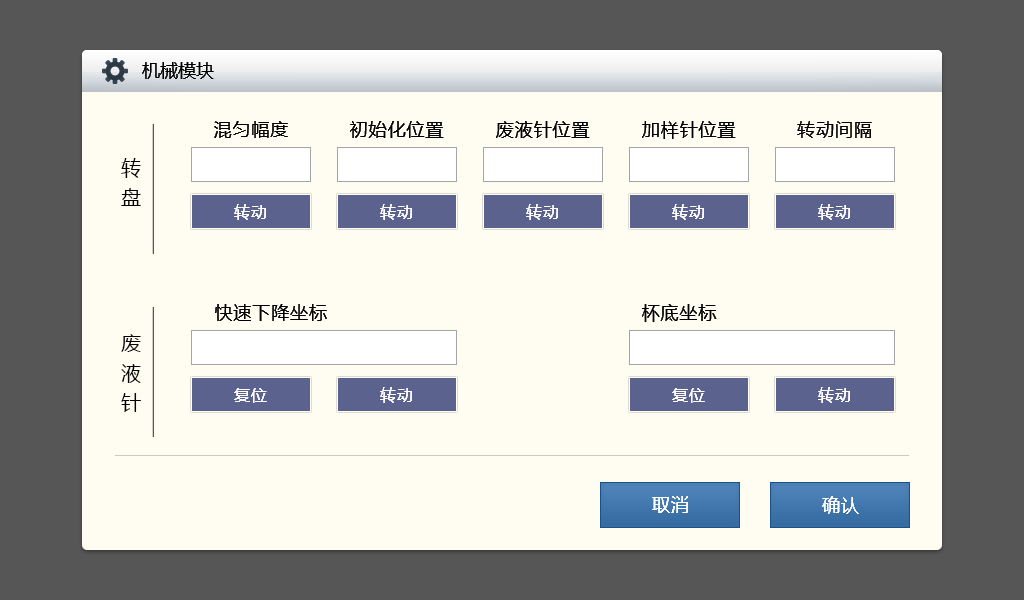 机械模块
转盘
混匀幅度
初始化位置
废液针位置
加样针位置
转动间隔
转动
转动
转动
转动
转动
废液针
快速下降坐标
杯底坐标
复位
转动
复位
转动
取消
确认